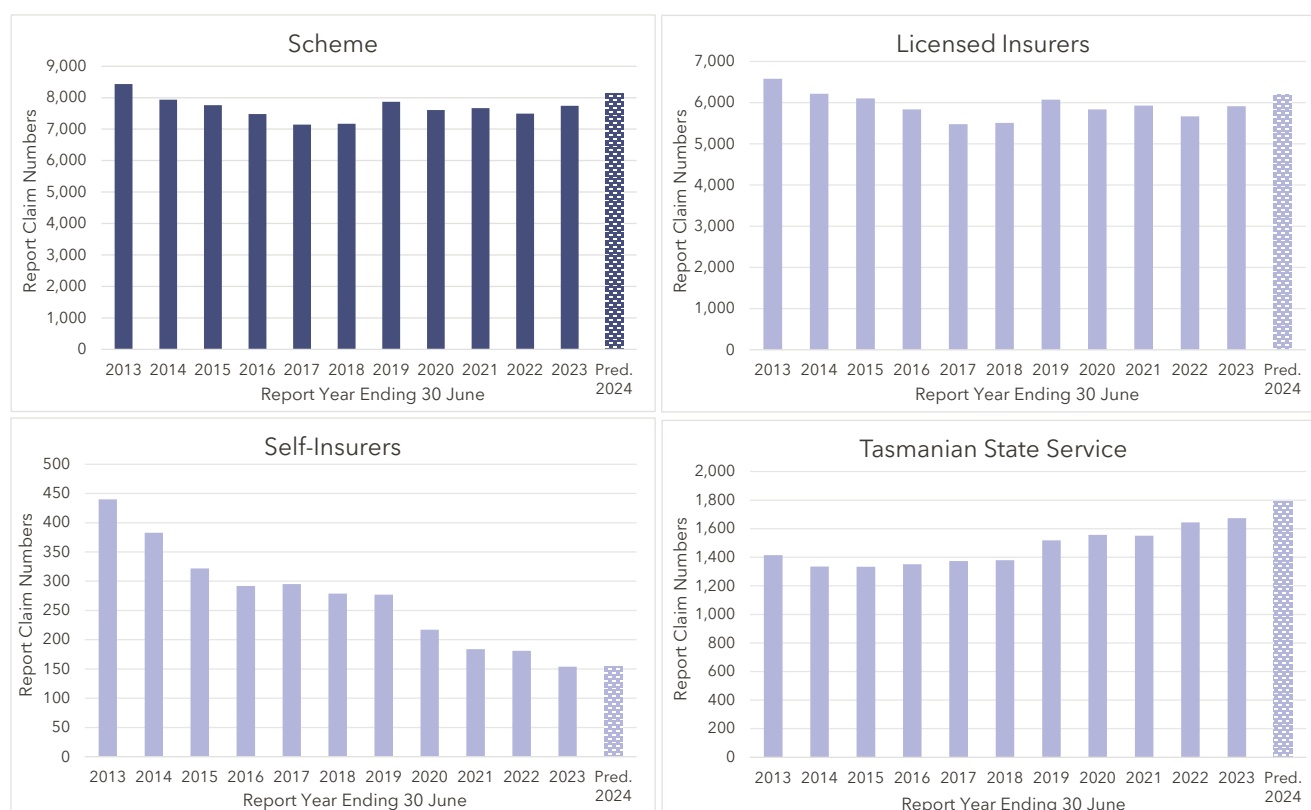 Scheme
Report Claim Numbers
9,000
8,000
7,000
6,000
5,000
4,000
3,000
2,000
1,000
0
2013 2014 2015 2016 2017 2018 2019 2020 2021 2022 2023 Pred.
2024
Report Year Ending 30 June
Licensed Insurers
Report Claim Numbers
7,000
6,000
5,000
4,000
3,000
2,000
1,000
0
2013 2014 2015 2016 2017 2018 2019 2020 2021 2022 2023 Pred.
2024
Report Year Ending 30 June
Self-Insurers
Report Claim Numbers
500
450
400
350
300
250
200
150
100
50
0
2013 2014 2015 2016 2017 2018 2019 2020 2021 2022 2023 Pred.
2024
Report Year Ending 30 June
Tasmanian State Service
Report Claim Numbers
2,000
1,800
1,600
1,400
1,200
1,000
800
600
400
200
0
2013 2014 2015 2016 2017 2018 2019 2020 2021 2022 2023 Pred.
2024
Report Year Ending 30 June